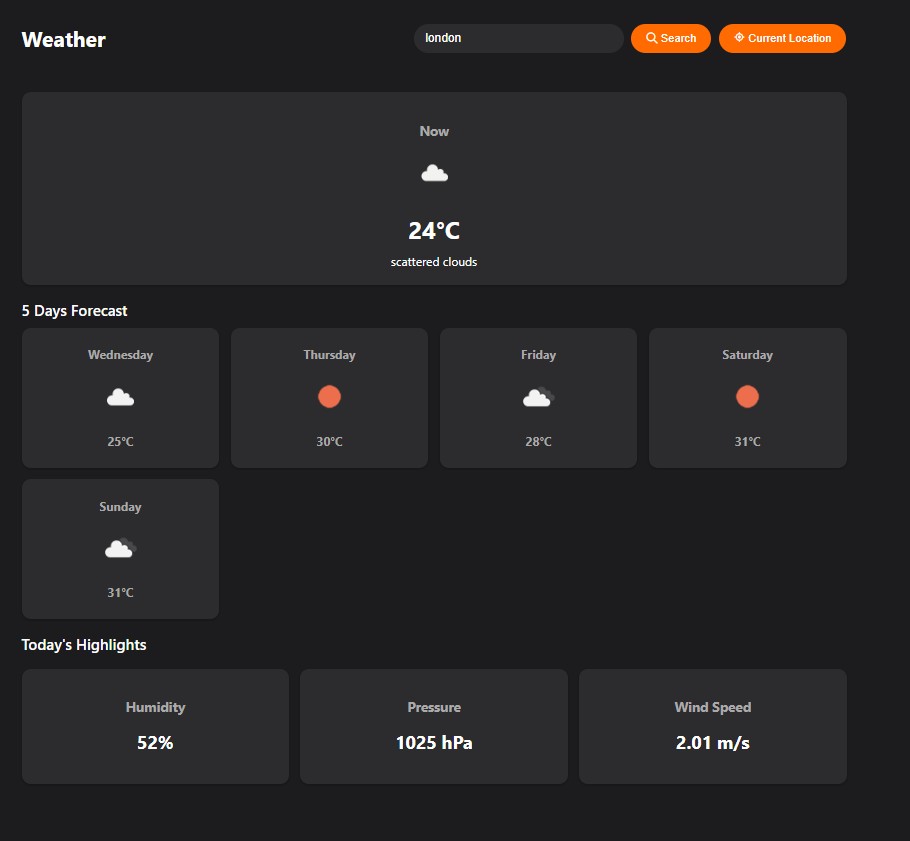 Weather
london
Search
Current Location
Now
24°C
scattered clouds
5 Days Forecast
Wednesday
25°C
Thursday
30°C
Friday
28°C
Saturday
31°C
Sunday
31°C
Today's Highlights
Humidity
52%
Pressure
1025 hPa
Wind Speed
2.01 m/s